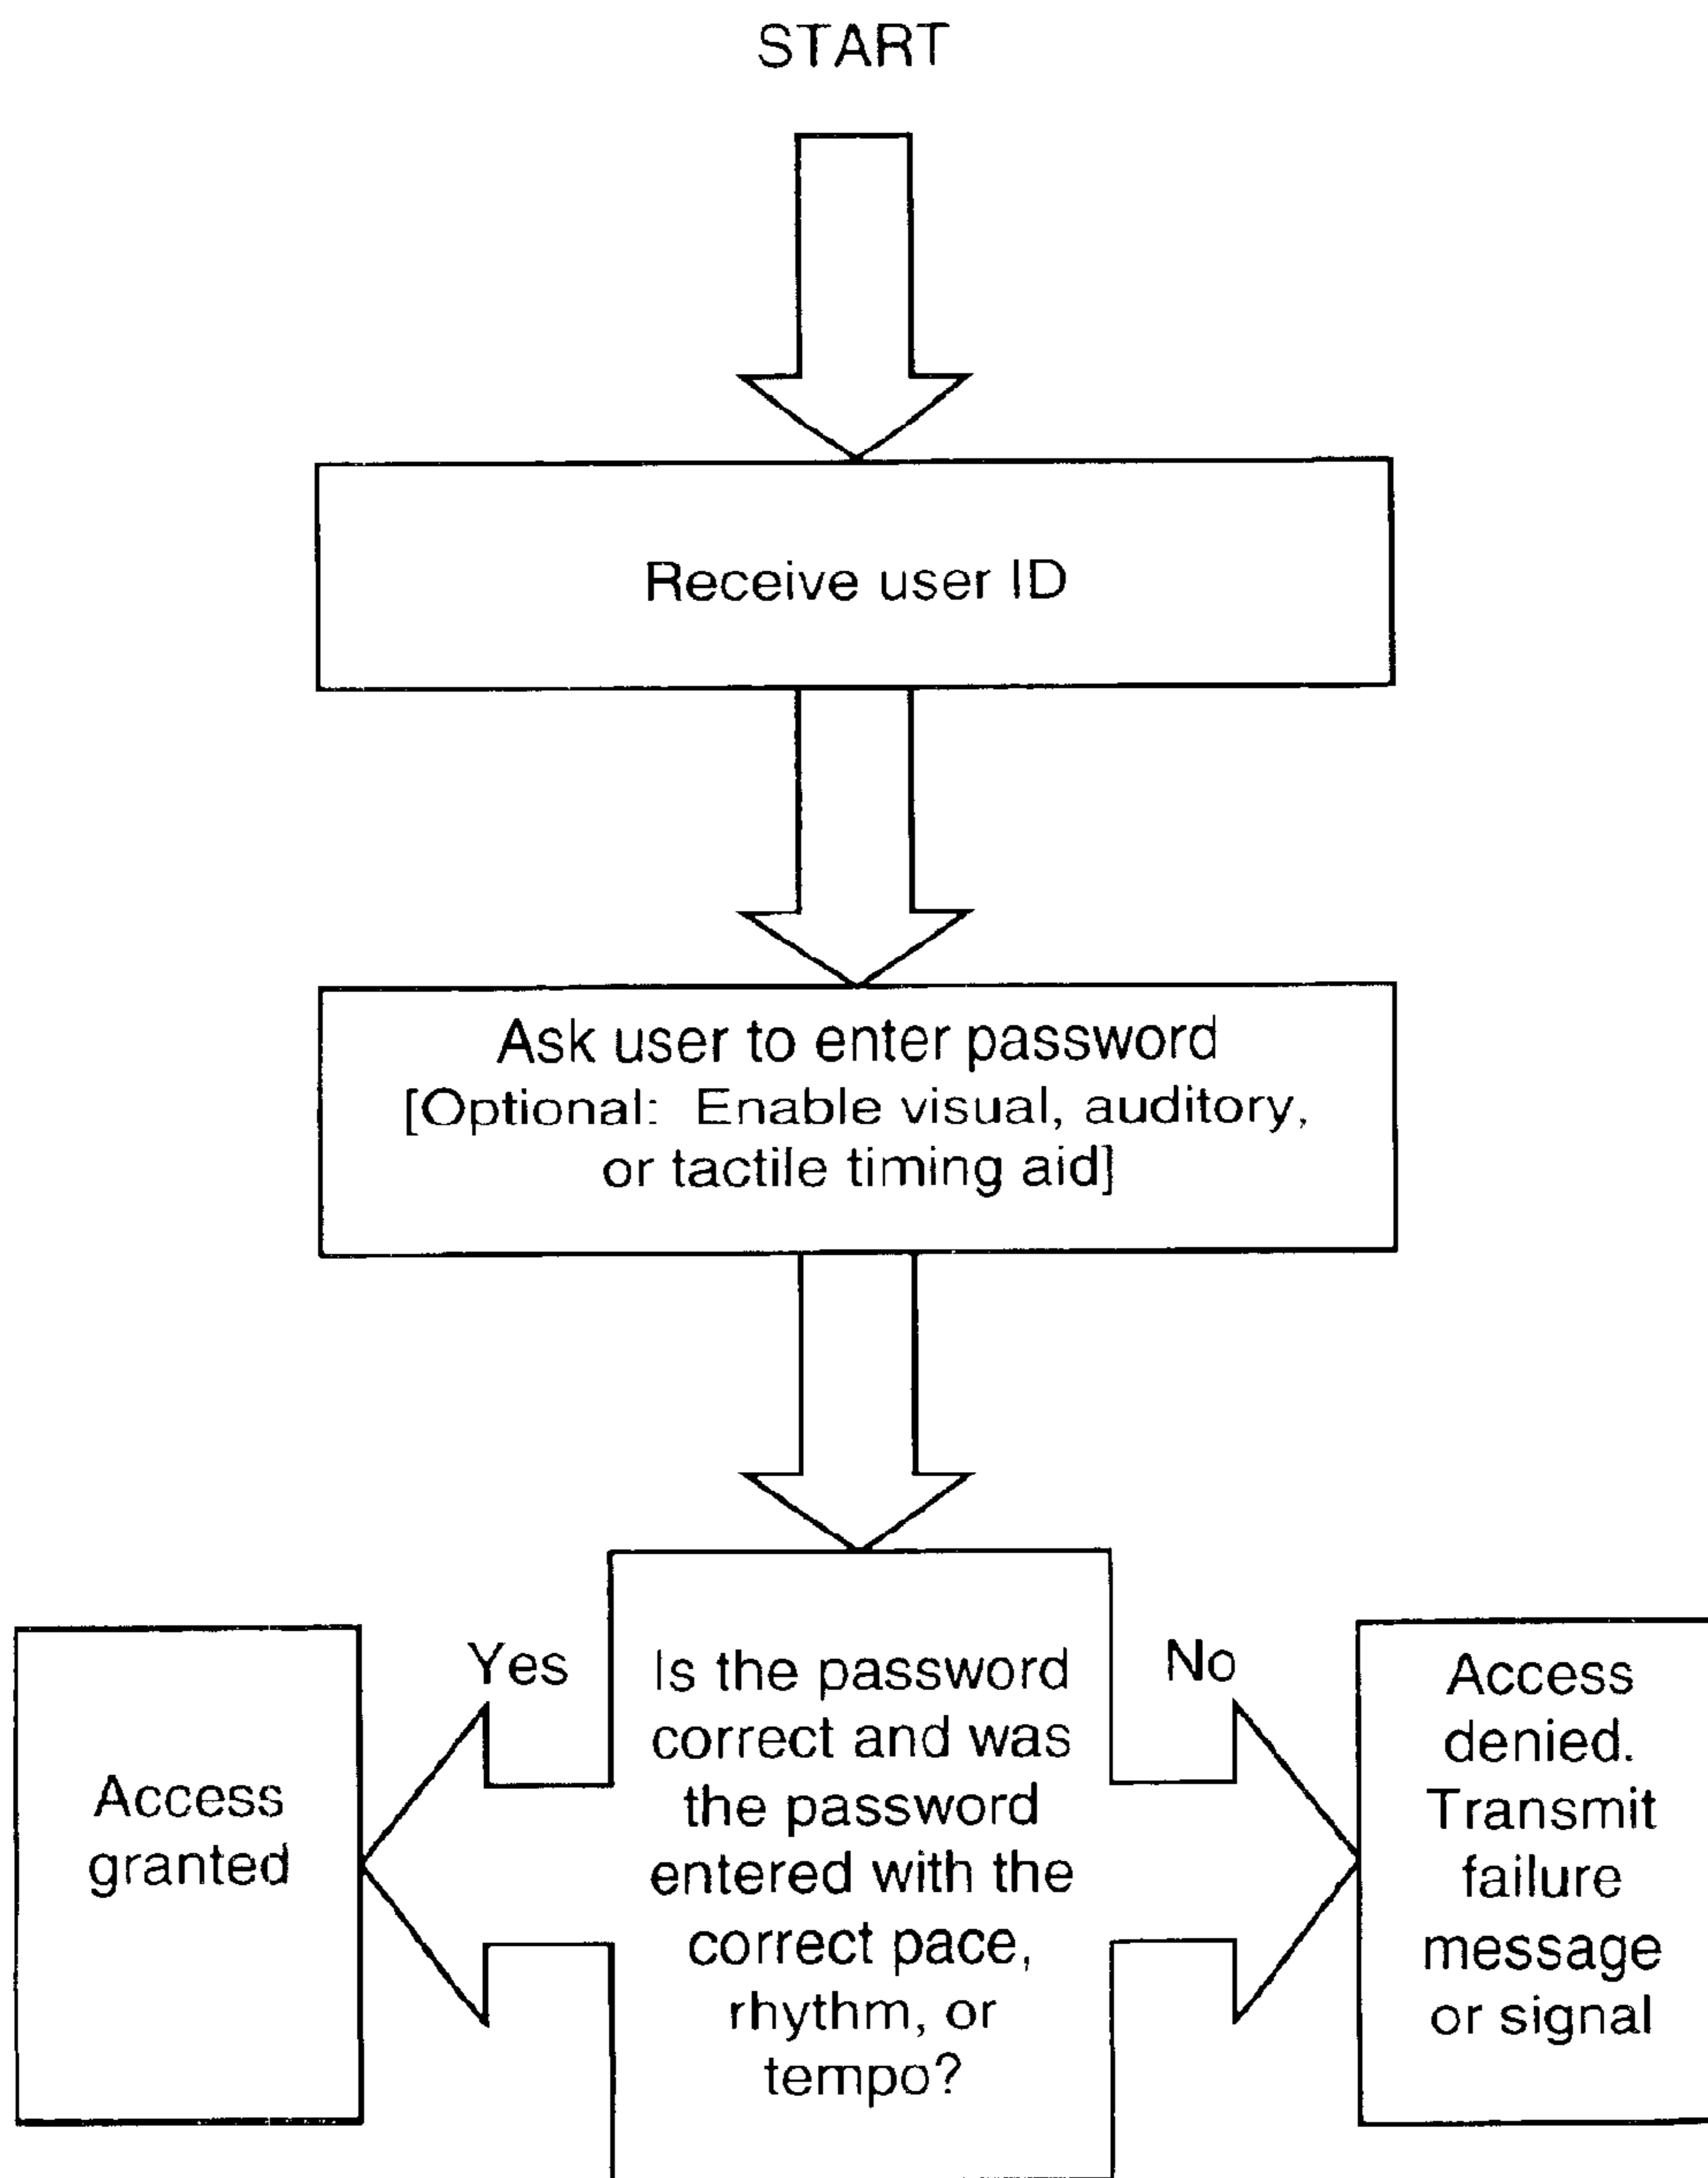 START
Receive user ID
Ask user to enter password
[Optional: Enable visual, auditory,
or tactile timing aid]
Yes
Is the password
correct and was
the password
entered with the
correct pace,
rhythm, or
tempo?
No
Access
granted
Access
denied.
Transmit
failure
message
or signal